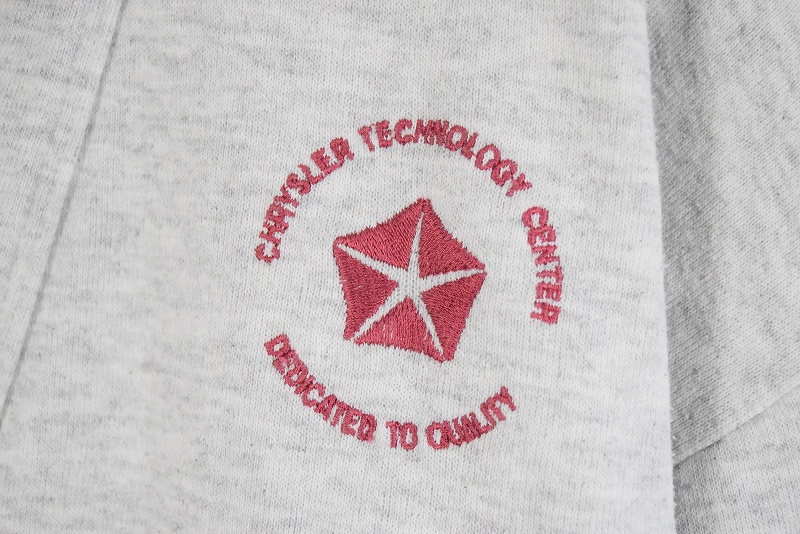 CHRYSLER TECHNOLOGY CENTER
DEDICATED TO QUALITY